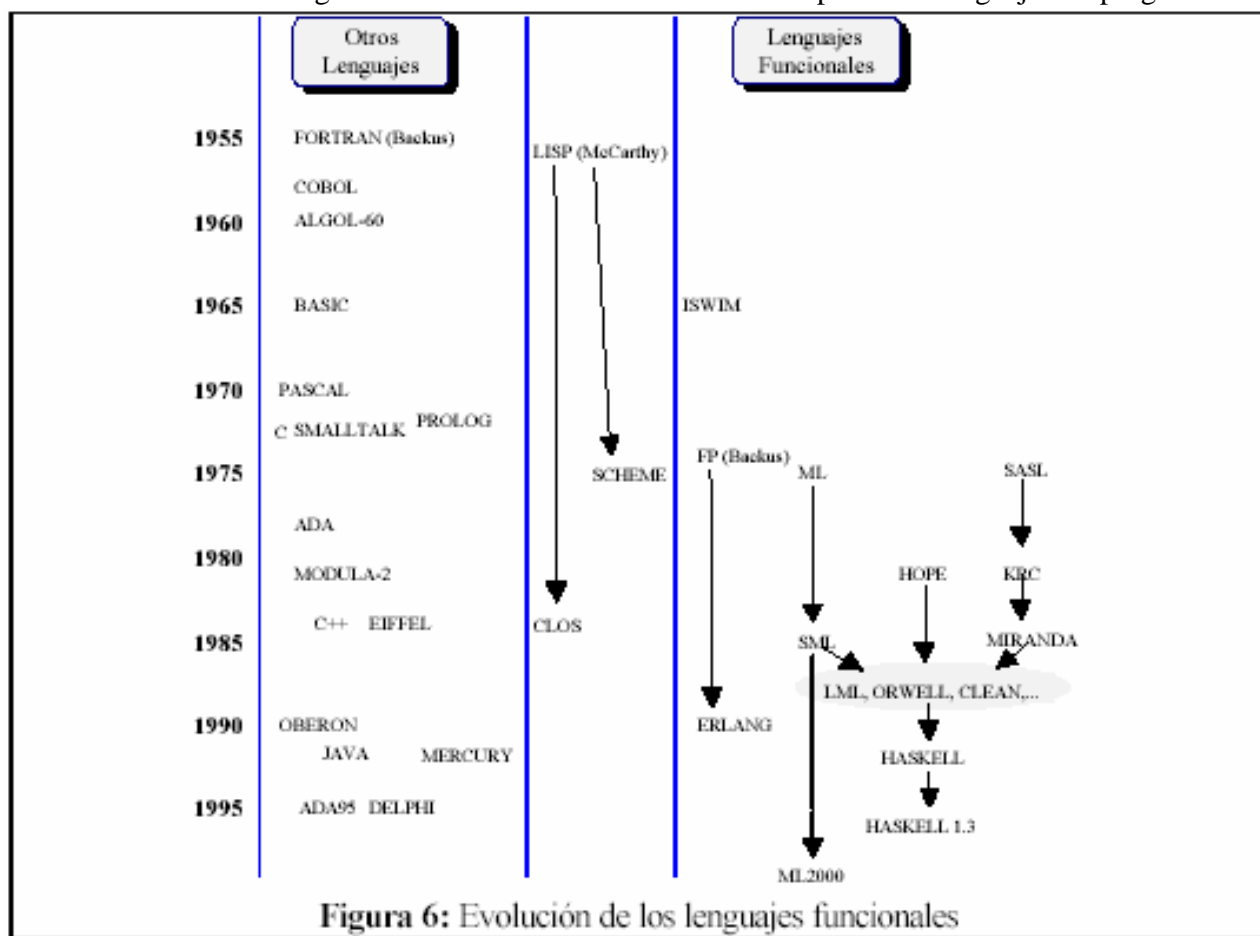 Otros
Lenguajes
Lenguajes
Funcionales
1955
FORTRAN (Backus)
LISP (McCarthy)
COBOL
1960
ALGOL-60
1965
BASIC
ISWIM
1970
PASCAL
C SMALLTALK PROLOG
FP (Backus)
1975
SCHEME
ML
SASL
ADA
1980
MODULA-2
HOPE
KRC
C++ EIFFEL
CLOS
1985
SML
MIRANDA
LML, ORWELL, CLEAN,...
1990
OBERON
ERLANG
JAVA
MERCURY
HASKELL
1995
ADA95 DELPHI
HASKELL 1.3
ML2000
Figura 6: Evolución de los lenguajes funcionales